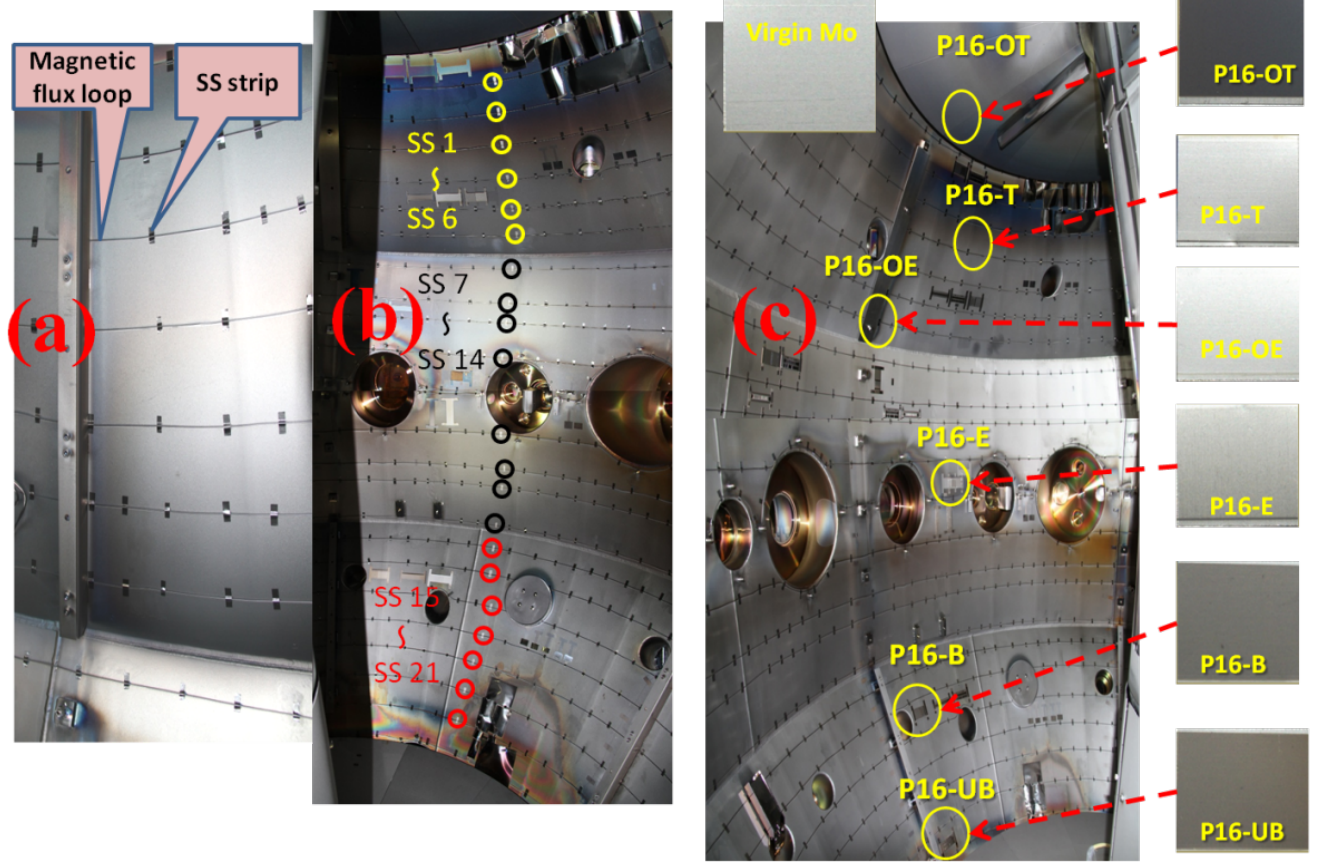 Magnetic
flux loop
SS strip
(a)
SS 1
~
SS 6
SS 7
~
SS 14
SS 15
~
SS 21
(b)
Virgin Mo
P16-OT
P16-T
P16-OE
P16-E
P16-B
P16-UB
(c)
P16-OT
P16-T
P16-OE
P16-E
P16-B
P16-UB